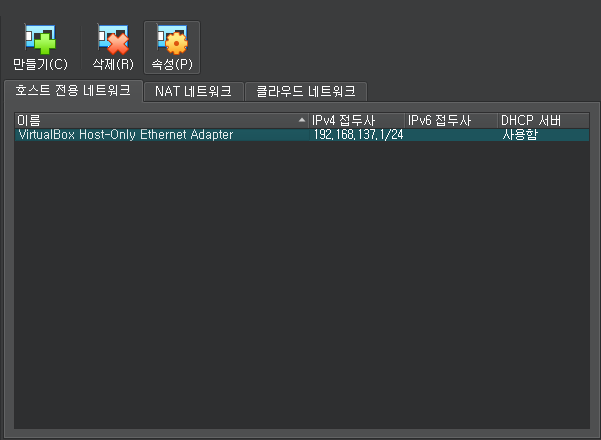 만들기(C) 삭제(R) 속성(P)
호스트 전용 네트워크 NAT 네트워크 클라우드 네트워크
이름 IPv4 접두사 IPv6 접두사 DHCP 서버
VirtualBox Host-Only Ethernet Adapter 192.168.137.1/24 사용함